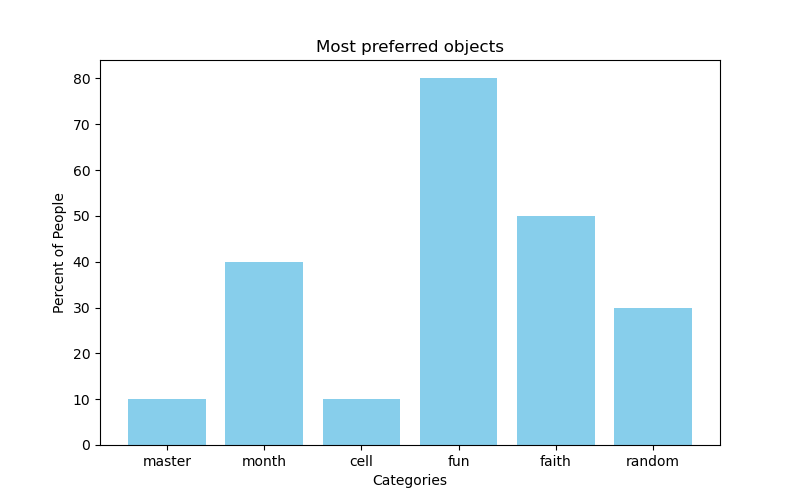 Most preferred objects
Percent of People
80
70
60
50
40
30
20
10
0
master month cell fun faith random
Categories